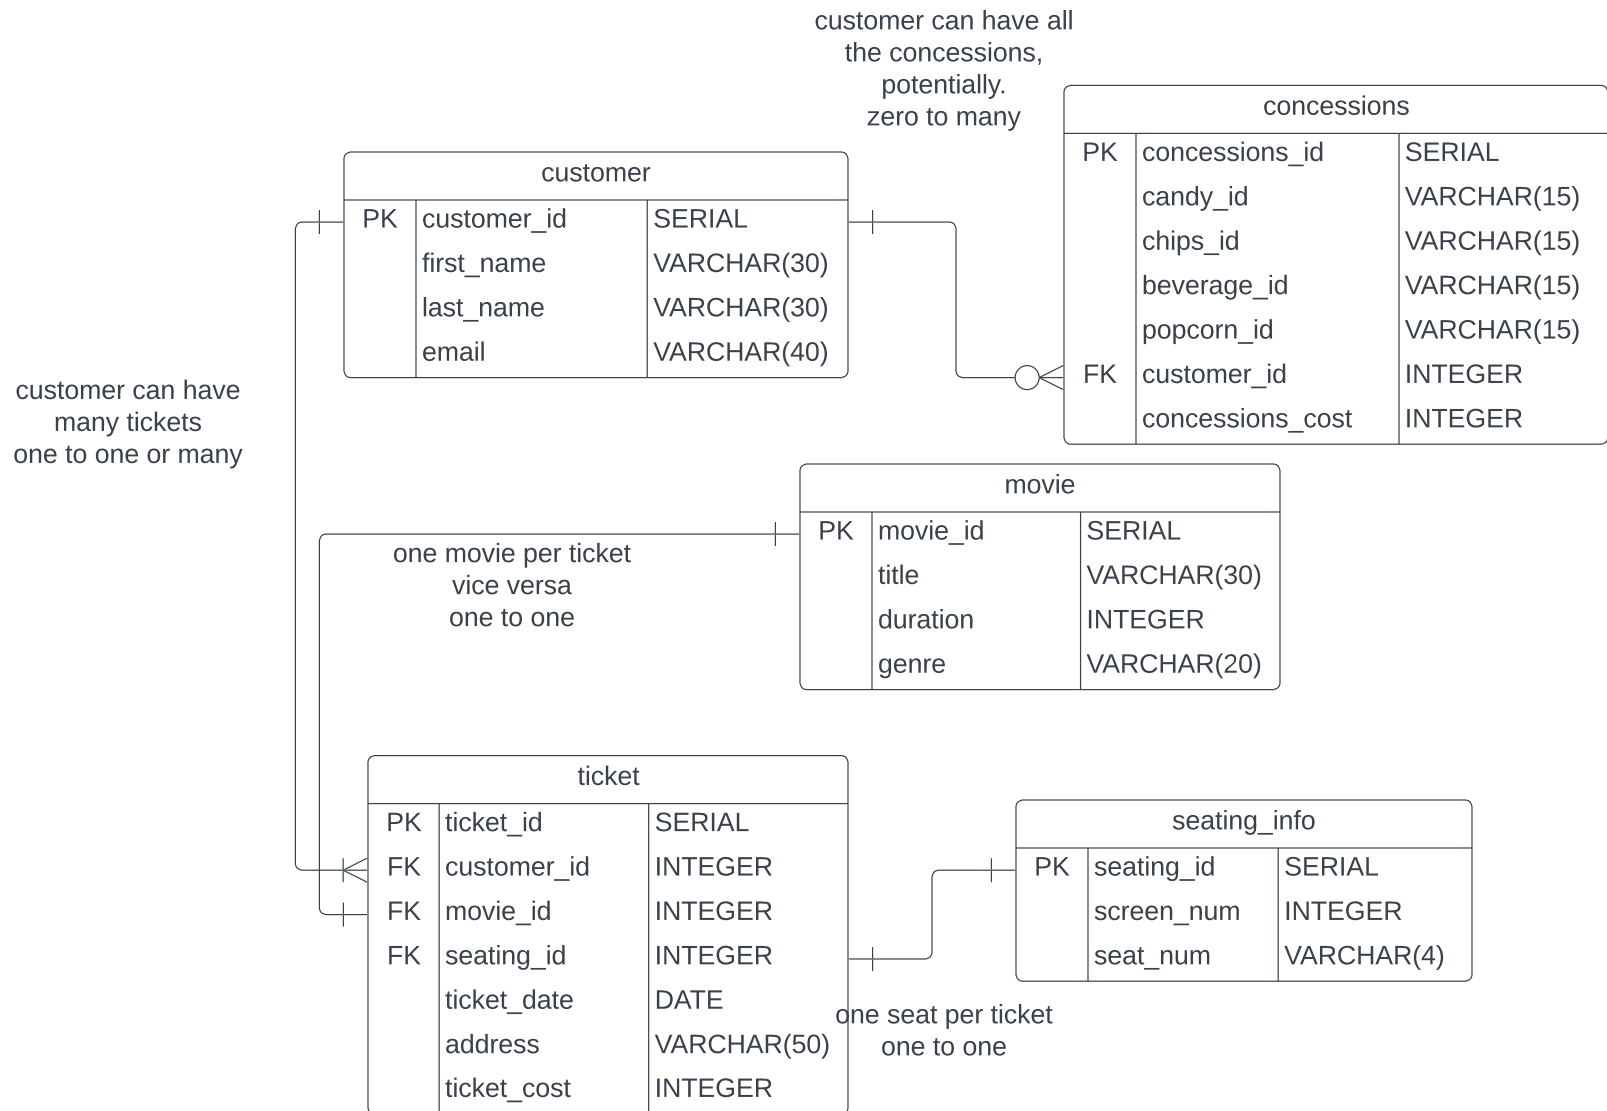 customer can have all
the concessions,
potentially.
zero to many
concessions
PK concessions_id SERIAL
candy_id VARCHAR(15)
chips_id VARCHAR(15)
beverage_id VARCHAR(15)
popcorn_id VARCHAR(15)
FK customer_id INTEGER
concessions_cost INTEGER
customer
PK customer_id SERIAL
first_name VARCHAR(30)
last_name VARCHAR(30)
email VARCHAR(40)
customer can have
many tickets
one to one or many
movie
PK movie_id SERIAL
title VARCHAR(30)
duration INTEGER
genre VARCHAR(20)
one movie per ticket
vice versa
one to one
ticket
PK ticket_id SERIAL
FK customer_id INTEGER
FK movie_id INTEGER
FK seating_id INTEGER
ticket_date DATE
address VARCHAR(50)
ticket_cost INTEGER
seating_info
PK seating_id SERIAL
screen_num INTEGER
seat_num VARCHAR(4)
one seat per ticket
one to one